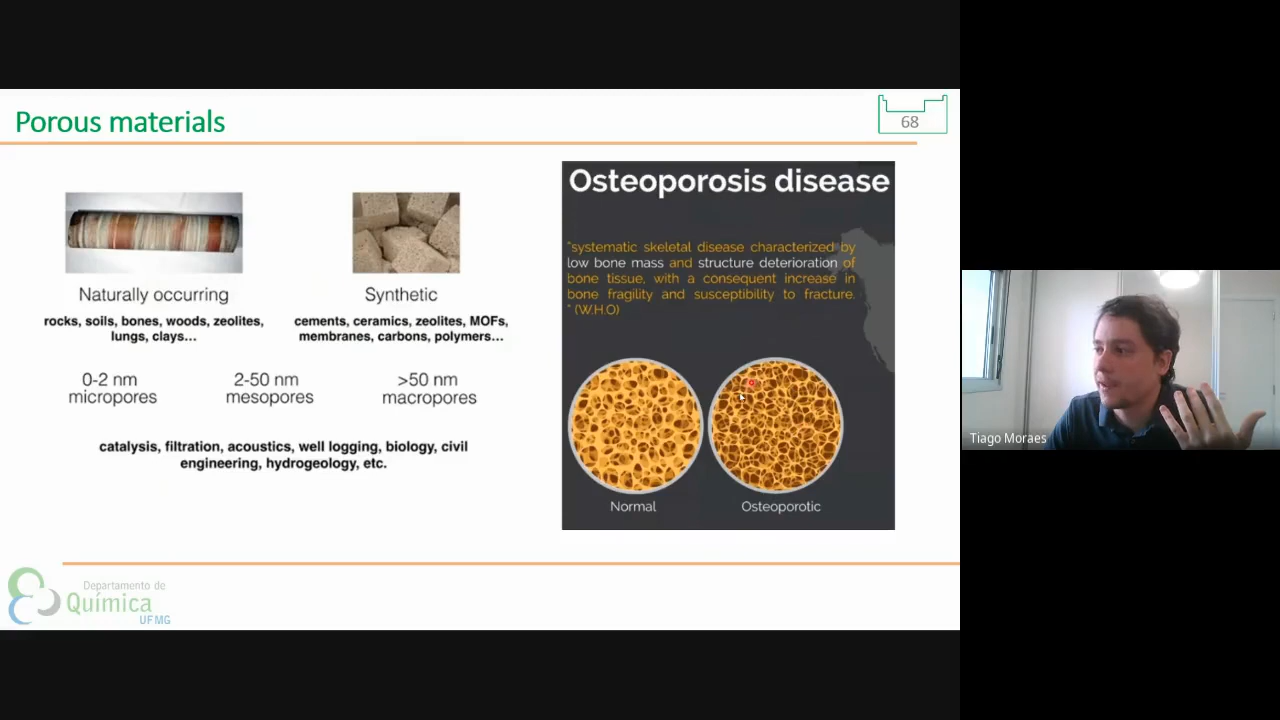 Porous materials
68
Naturally occurring
rocks, soils, bones, woods, zeolites,
lungs, clays...
Synthetic
cements, ceramics, zeolites, MOFs,
membranes, carbons, polymers...
0-2 nm
micropores
2-50 nm
mesopores
>50 nm
macropores
catalysis, filtration, acoustics, well logging, biology, civil
engineering, hydrogeology, etc.
Osteoporosis disease
"systematic skeletal disease characterized by
low bone mass and structure deterioration of
bone tissue, with a consequent increase in
bone fragility and susceptibility to fracture.
" (W.H.O)
Normal
Osteoporotic
Departamento de
Química
UFMG
Tiago Moraes